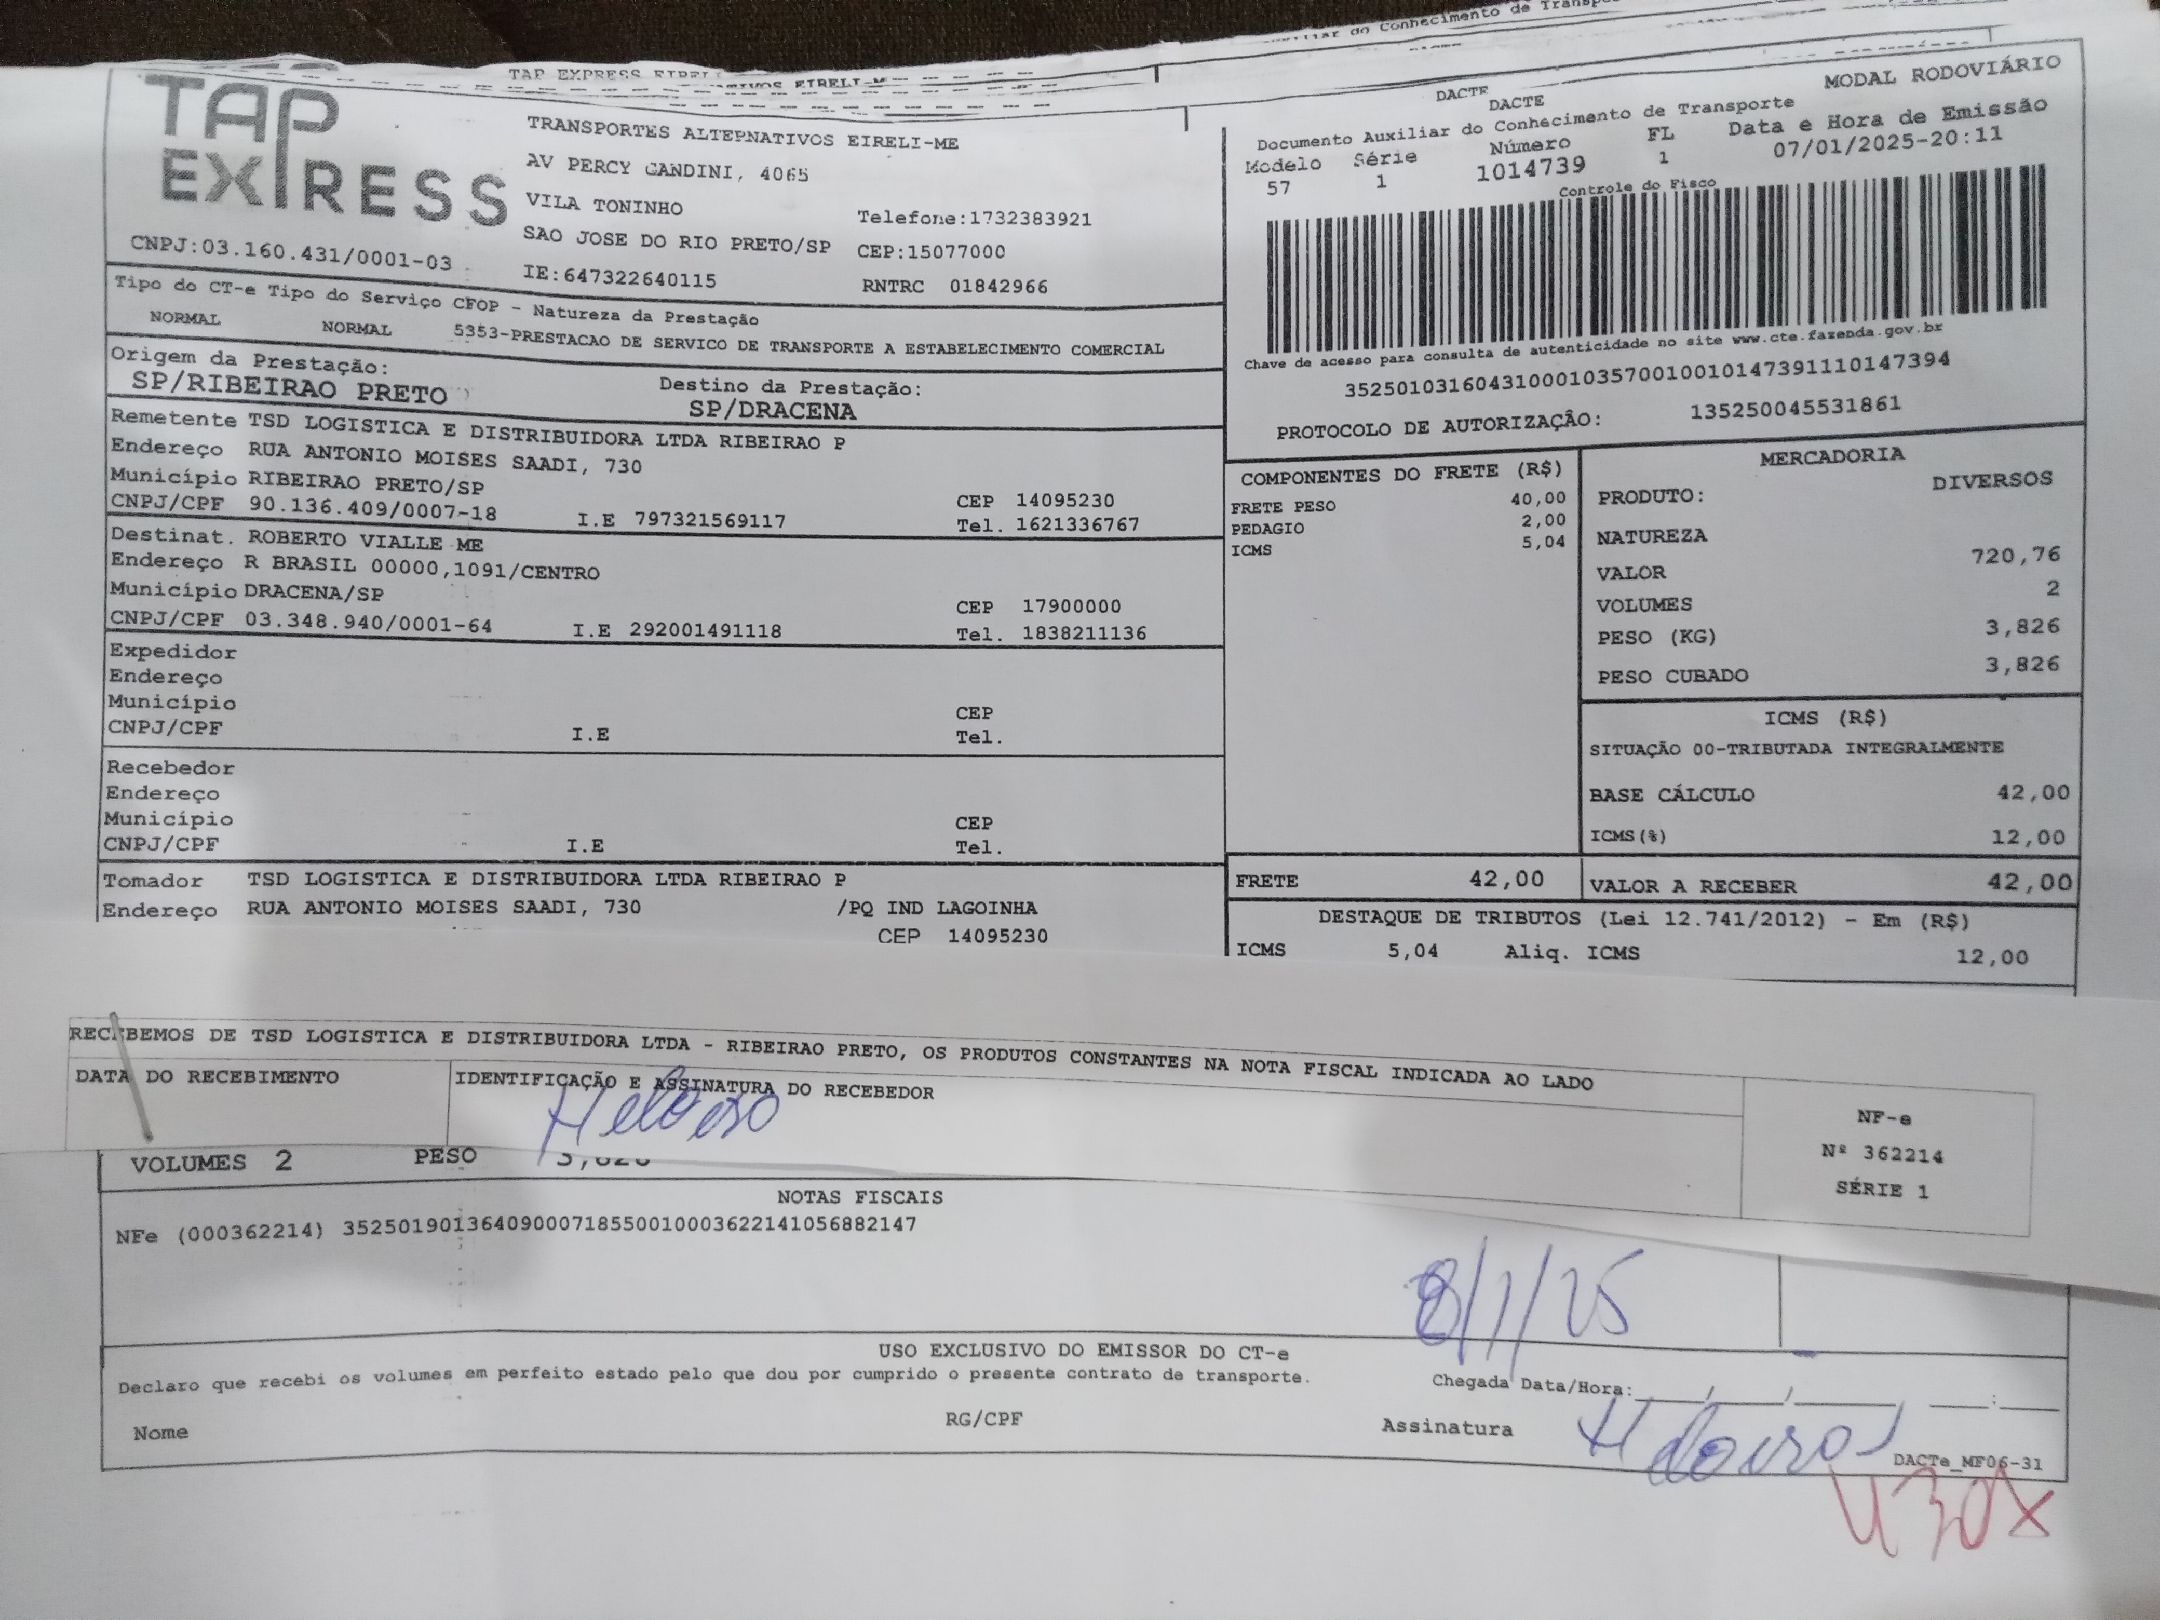 Auxiliar do Conhecimento de Transpo
TAP EXPRESS EIRELI
TIVOS EIRELI-M
TAP
EXPRESS
CNPJ:03.160.431/0001-03
TRANSPORTES ALTERNATIVOS EIRELI-ME
AV PERCY GANDINI, 4065
VILA TONINHO
Telefone:1732383921
SAO JOSE DO RIO PRETO/SP CEP:15077000
IE:647322640115 RNTRC 01842966
DACTE
DACTE
MODAL RODOVIÁRIO
Documento Auxiliar do Conhecimento de Transporte
Modelo Série Número FL Data e Hora de Emissão
57 1 1014739 1 07/01/2025-20:11
Controle do Fisco
Chave de acesso para consulta de autenticidade no site www.cte.fazenda.gov.br
35250103160431000103570010010147391110147394
PROTOCOLO DE AUTORIZAÇÂO: 135250045531861
Tipo do CT-e Tipo do Serviço CFOP - Natureza da Prestação
NORMAL NORMAL 5353-PRESTACAO DE SERVICO DE TRANSPORTE A ESTABELECIMENTO COMERCIAL
Origem da Prestação: Destino da Prestação:
SP/RIBEIRAO PRETO SP/DRACENA
Remetente TSD LOGISTICA E DISTRIBUIDORA LTDA RIBEIRAO P
Endereço RUA ANTONIO MOISES SAADI, 730
Município RIBEIRAO PRETO/SP CEP 14095230
CNPJ/CPF 90.136.409/0007-18 I.E 797321569117 Tel. 1621336767
Destinat. ROBERTO VIALLE ME
Endereço R BRASIL 00000,1091/CENTRO
Município DRACENA/SP CEP 17900000
CNPJ/CPF 03.348.940/0001-64 I.E 292001491118 Tel. 1838211136
Expedidor
Endereço
Município CEP
CNPJ/CPF I.E Tel.
Recebedor
Endereço
Município CEP
CNPJ/CPF I.E Tel.
Tomador TSD LOGISTICA E DISTRIBUIDORA LTDA RIBEIRAO P
Endereço RUA ANTONIO MOISES SAADI, 730 /PQ IND LAGOINHA
CEP 14095230
COMPONENTES DO FRETE (R$)
FRETE PESO 40,00
PEDAGIO 2,00
ICMS 5,04
FRETE 42,00
MERCADORIA
PRODUTO: DIVERSOS
NATUREZA
VALOR 720,76
VOLUMES 2
PESO (KG) 3,826
PESO CUBADO 3,826
ICMS (R$)
SITUAÇÃO 00-TRIBUTADA INTEGRALMENTE
BASE CÁLCULO 42,00
ICMS(%) 12,00
VALOR A RECEBER 42,00
DESTAQUE DE TRIBUTOS (Lei 12.741/2012) - Em (R$)
ICMS 5,04 Aliq. ICMS 12,00
RECEBEMOS DE TSD LOGISTICA E DISTRIBUIDORA LTDA - RIBEIRAO PRETO, OS PRODUTOS CONSTANTES NA NOTA FISCAL INDICADA AO LADO
DATA DO RECEBIMENTO IDENTIFICAÇÃO E ASSINATURA DO RECEBEDOR
NF-e
Nº 362214
SÉRIE 1
VOLUMES 2 PESO 3,826
NOTAS FISCAIS
NFe (000362214) 35250190136409000718550010003622141056882147
8/1/25
USO EXCLUSIVO DO EMISSOR DO CT-e
Declaro que recebi os volumes em perfeito estado pelo que dou por cumprido o presente contrato de transporte.
Chegada Data/Hora:
Nome RG/CPF Assinatura
DACTe_MF06-31